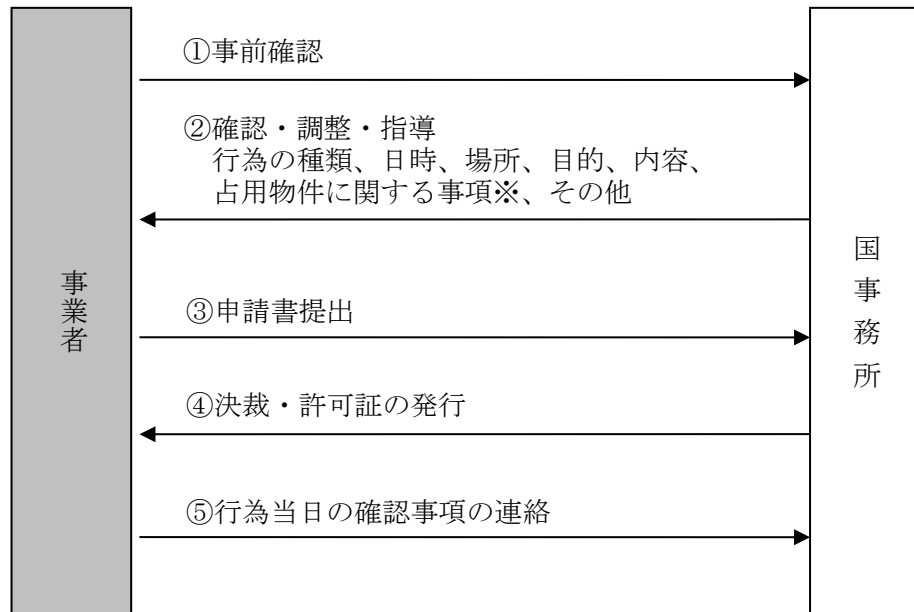 ①事前確認
②確認・調整・指導
行為の種類、日時、場所、目的、内容、
占用物件に関する事項※、その他
事業者
国事務所
③申請書提出
④決裁・許可証の発行
⑤行為当日の確認事項の連絡